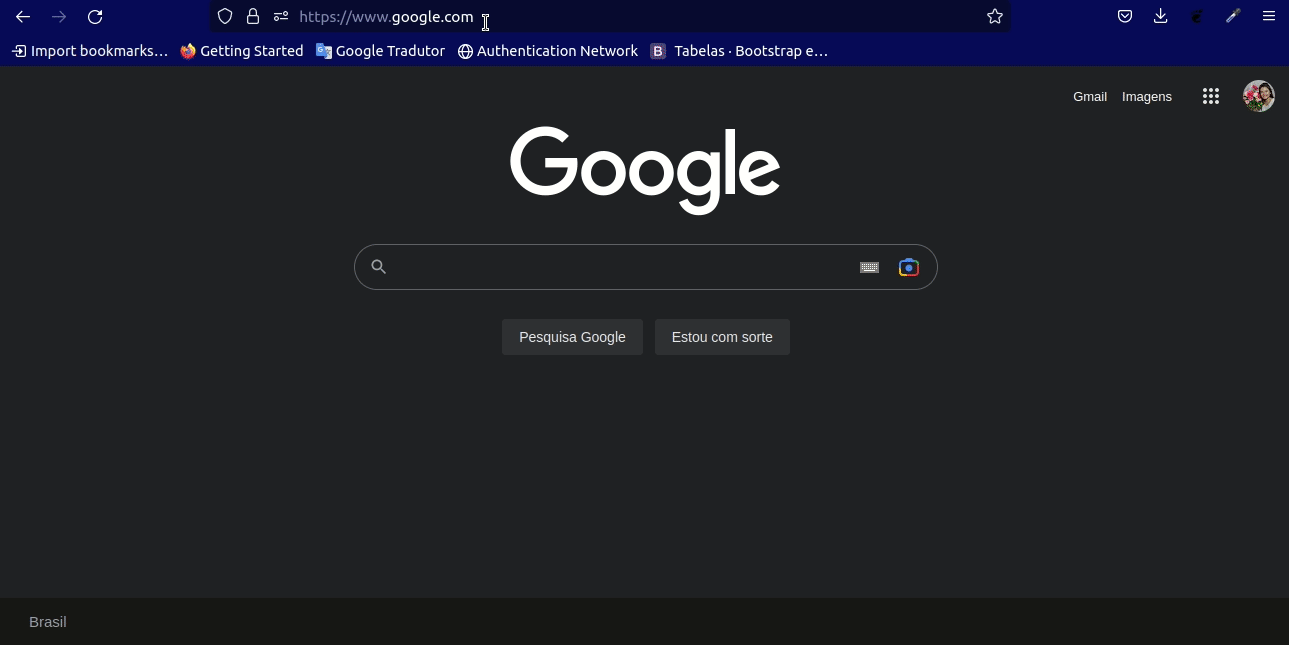 https://www.google.com
Import bookmarks... Getting Started Google Tradutor Authentication Network B Tabelas · Bootstrap e...
Gmail Imagens
Google
Pesquisa Google Estou com sorte
Brasil